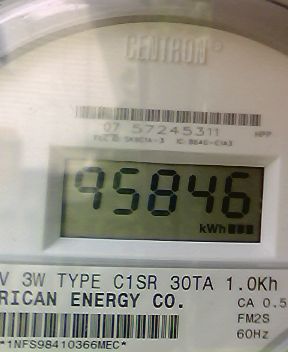 CENTRON®
07 57245311
HPP
95846
kWh
V 3W TYPE C1SR 30TA 1.0Kh
RICAN ENERGY CO.
CA 0.5
FM2S
60Hz
*1NFS98410366MEC*